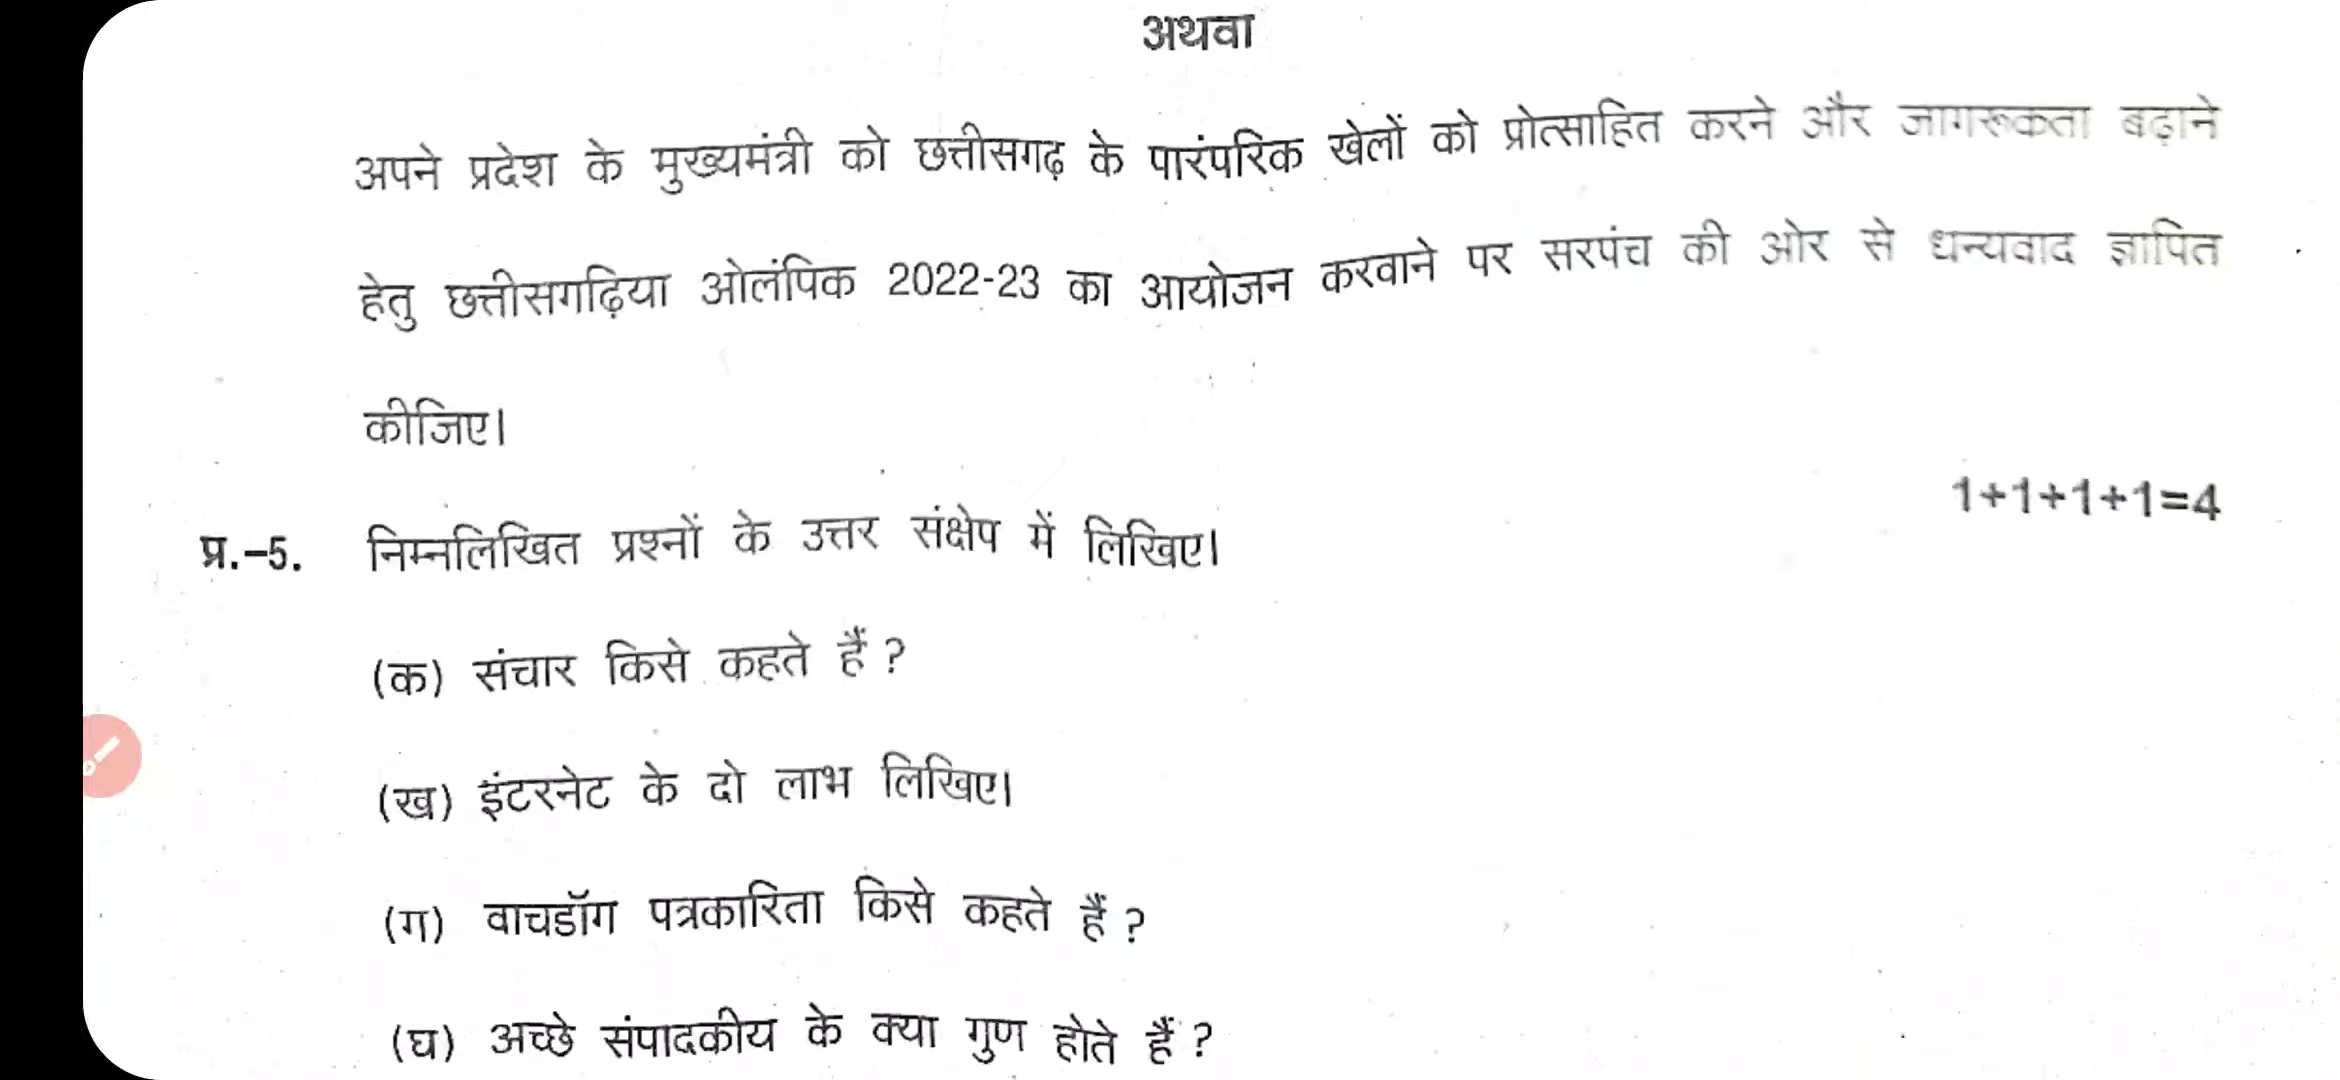 अथवा
अपने प्रदेश के मुख्यमंत्री को छत्तीसगढ़ के पारंपरिक खेलों को प्रोत्साहित करने और जागरूकता बढ़ाने
हेतु छत्तीसगढ़िया ओलंपिक 2022-23 का आयोजन करवाने पर सरपंच की ओर से धन्यवाद ज्ञापित
कीजिए।
1+1+1+1=4
प्र.–5. निम्नलिखित प्रश्नों के उत्तर संक्षेप में लिखिए।
(क) संचार किसे कहते हैं ?
(ख) इंटरनेट के दो लाभ लिखिए।
(ग) वाचडॉग पत्रकारिता किसे कहते हैं ?
(घ) अच्छे संपादकीय के क्या गुण होते हैं ?